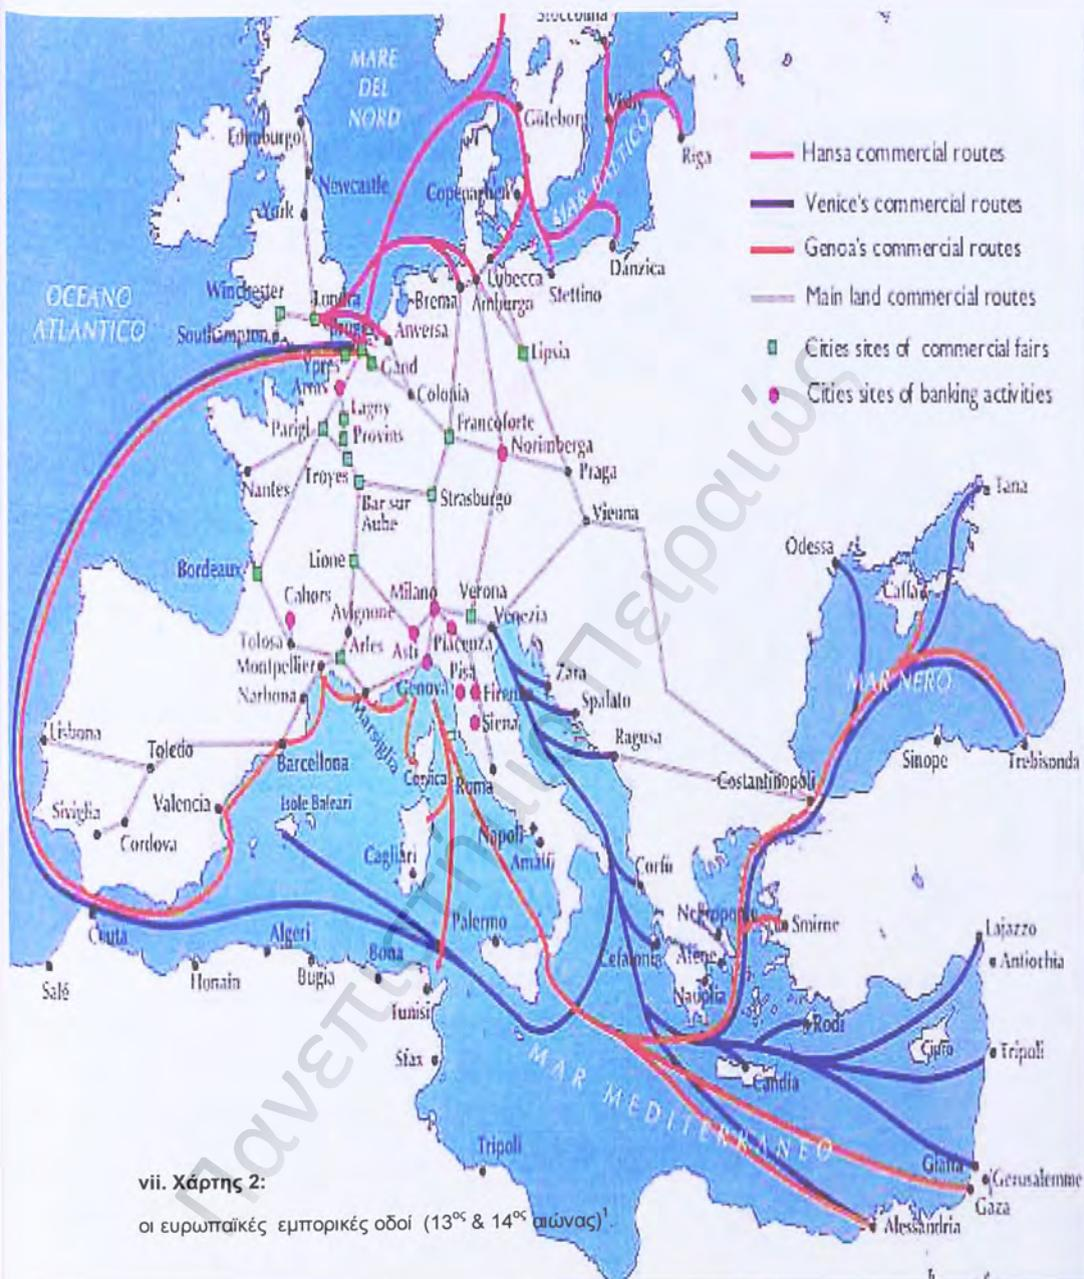 MARE
DEL
NORD
Göteborg
Visby
Riga
Edimburgo
Newcastle
York
Copenaghen
MAR BALTICO
Danzica
Lubecca
Stettino
Brema
Amburgo
OCEANO
ATLANTICO
Winchester
Londra
Southampton
Bruges
Anversa
Ypres
Gand
Arras
Colonia
Lipsia
Lagny
Parigi
Provins
Francoforte
Norimberga
Praga
Nantes
Troyes
Bar sur
Aube
Strasburgo
Vienna
Hansa commercial routes
Venice's commercial routes
Genoa's commercial routes
Main land commercial routes
Cities sites of commercial fairs
Cities sites of banking activities
Tana
Odessa
Caffa
MAR NERO
Sinope
Trebisonda
Costantinopoli
Bordeaux
Lione
Cahors
Avignone
Milano
Verona
Venezia
Tolosa
Arles
Asti
Piacenza
Montpellier
Genova
Pisa
Firenze
Zara
Narbona
Marsiglia
Siena
Spalato
Ragusa
Lisbona
Toledo
Barcellona
Corsica
Roma
Siviglia
Valencia
Isole Baleari
Cordova
Cagliari
Napoli
Amalfi
Corfù
Negroponte
Smirne
Palermo
Cefalonia
Atene
Nauplia
Lajazzo
Antiochia
Ceuta
Algeri
Bona
Salé
Honain
Bugia
Tunisi
Rodi
Cipro
Tripoli
Sfax
Candia
MAR MEDITERRANEO
Tripoli
Giaffa
Gerusalemme
Gaza
Alessandria
Πανεπιστήμιο Πειραιώς
vii. Χάρτης 2:
οι ευρωπαϊκές εμπορικές οδοί (13ος & 14ος αιώνας)1.